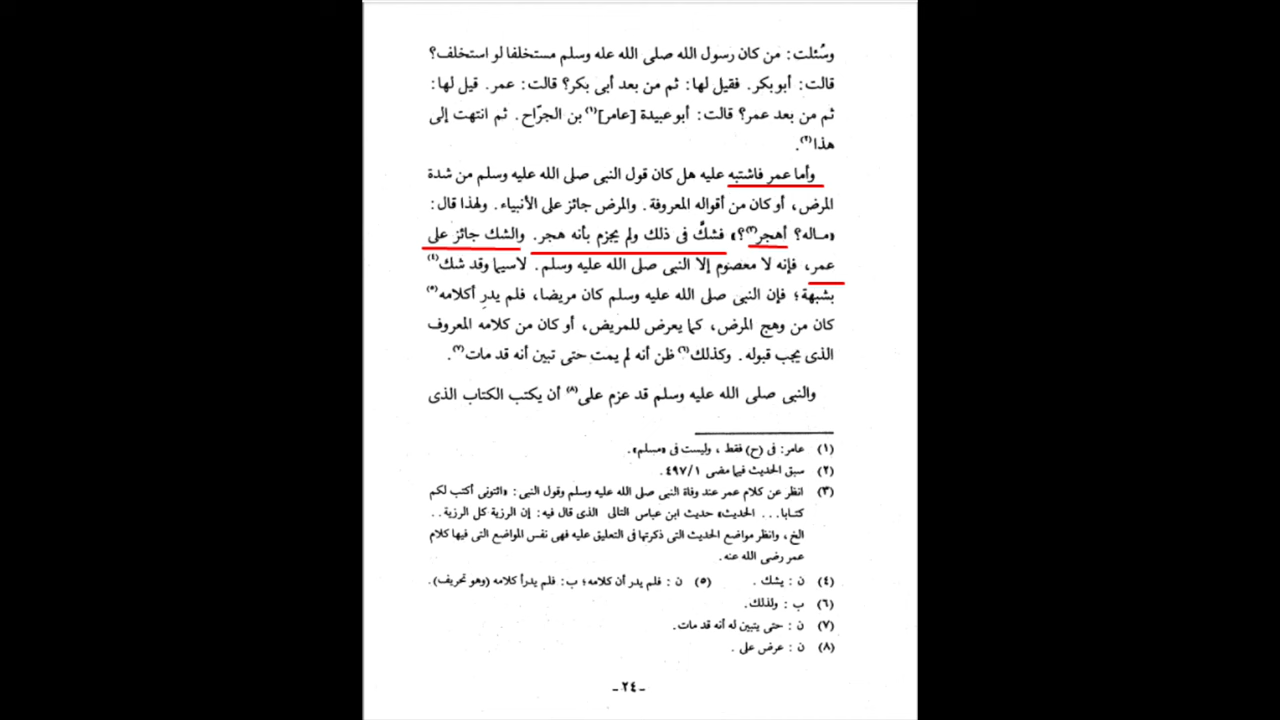 وسُئلت: من كان رسول الله صلى الله عله وسلم مستخلفا لو استخلف؟
قالت: أبو بكر. فقيل لها: ثم من بعد أبى بكر؟ قالت: عمر. قيل لها:
ثم من بعد عمر؟ قالت: أبو عبيدة [عامر](١) بن الجرّاح. ثم انتهت إلى
هذا(٢).
وأما عمر فاشتبه عليه هل كان قول النبى صلى الله عليه وسلم من شدة
المرض، أو كان من أقواله المعروفة. والمرض جائز على الأنبياء. ولهذا قال:
«ماله؟ أهجر(٣)؟» فشكَّ فى ذلك ولم يجزم بأنه هجر. والشك جائز على
عمر، فإنه لا معصوم إلا النبى صلى الله عليه وسلم. لاسيما وقد شك(٤)
بشبهة؛ فإن النبى صلى الله عليه وسلم كان مريضا، فلم يدرِ أكلامه(٥)
كان من وهج المرض، كما يعرض للمريض، أو كان من كلامه المعروف
الذى يجب قبوله. وكذلك(٦) ظن أنه لم يمت حتى تبين أنه قد مات(٧).
والنبى صلى الله عليه وسلم قد عزم على(٨) أن يكتب الكتاب الذى
(١) عامر: فى (ح) فقط، وليست فى «مسلم».
(٢) سبق الحديث فيما مضى ٤٩٧/١.
(٣) انظر عن كلام عمر عند وفاة النبى صلى الله عليه وسلم وقول النبى: «ائتونى أكتب لكم
كتابا... الحديث» حديث ابن عباس التالى الذى قال فيه: إن الرزية كل الرزية..
الخ، وانظر مواضع الحديث التى ذكرتها فى التعليق عليه فهى نفس المواضع التى فيها كلام
عمر رضى الله عنه.
(٤) ن: يشك. (٥) ن: فلم يدر أن كلامه؛ ب: فلم يدرأ كلامه (وهو تحريف).
(٦) ب: ولذلك.
(٧) ن: حتى يتبين له أنه قد مات.
(٨) ن: عرض على.
- ٢٤ -